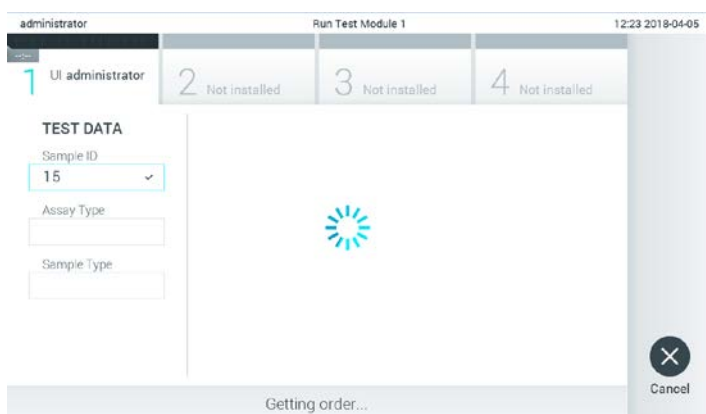 administrator Run Test Module 1 12:23 2018-04-05
1 UI administrator 2 Not installed 3 Not installed 4 Not installed
TEST DATA
Sample ID
15
Assay Type
Sample Type
Cancel
Getting order...